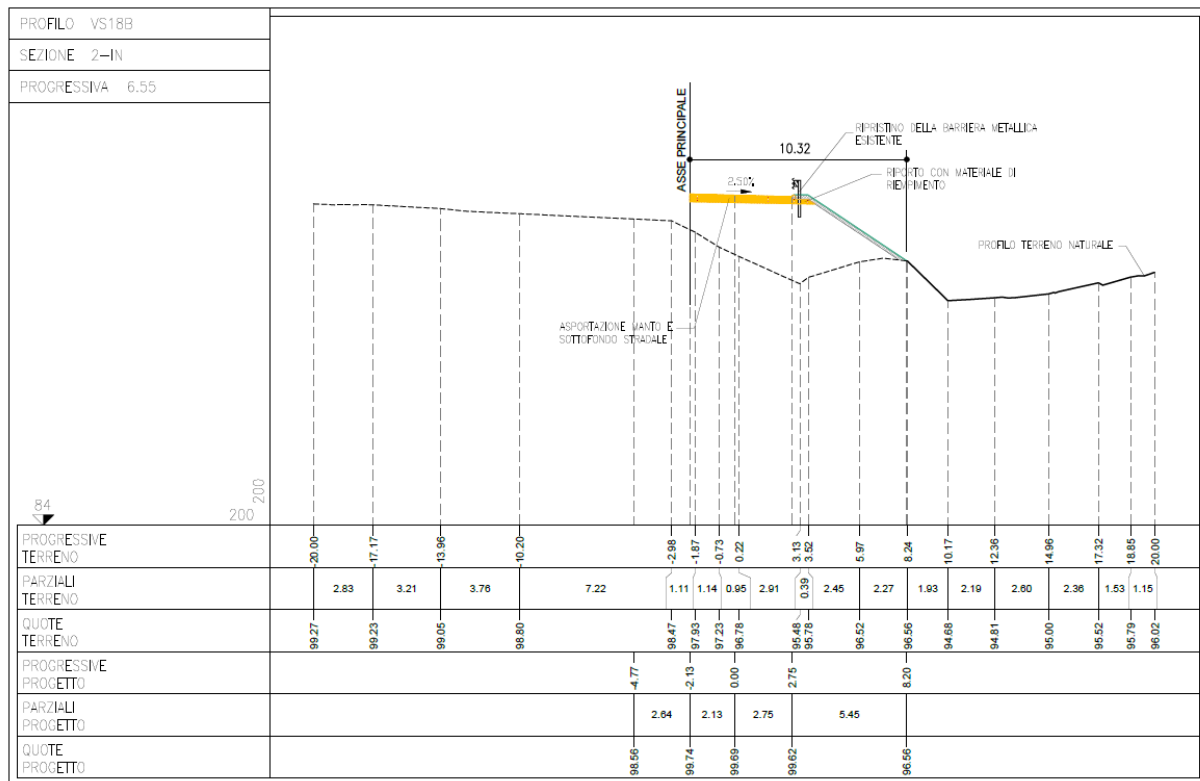 PROFILO VS18B
SEZIONE 2-IN
PROGRESSIVA 6.55
ASSE PRINCIPALE
10.32
RIPRISTINO DELLA BARRIERA METALLICA
ESISTENTE
2.50%
RIPORTO CON MATERIALE DI
RIEMPIMENTO
PROFILO TERRENO NATURALE
ASPORTAZIONE MANTO E
SOTTOFONDO STRADALE
84
200
200
PROGRESSIVE
TERRENO
-20.00 -17.17 -13.96 -10.20 -2.98 -1.87 -0.73 0.22 3.13 3.52 5.97 8.24 10.17 12.36 14.96 17.32 18.85 20.00
PARZIALI
TERRENO
2.83 3.21 3.76 7.22 1.11 1.14 0.95 2.91 0.39 2.45 2.27 1.93 2.19 2.60 2.36 1.53 1.15
QUOTE
TERRENO
99.27 99.23 99.05 98.80 98.47 97.93 97.23 96.78 95.48 95.78 96.52 96.56 94.68 94.81 95.00 95.52 95.79 96.02
PROGRESSIVE
PROGETTO
-4.77 -2.13 0.00 2.75 8.20
PARZIALI
PROGETTO
2.64 2.13 2.75 5.45
QUOTE
PROGETTO
98.56 99.74 99.69 99.62 96.56